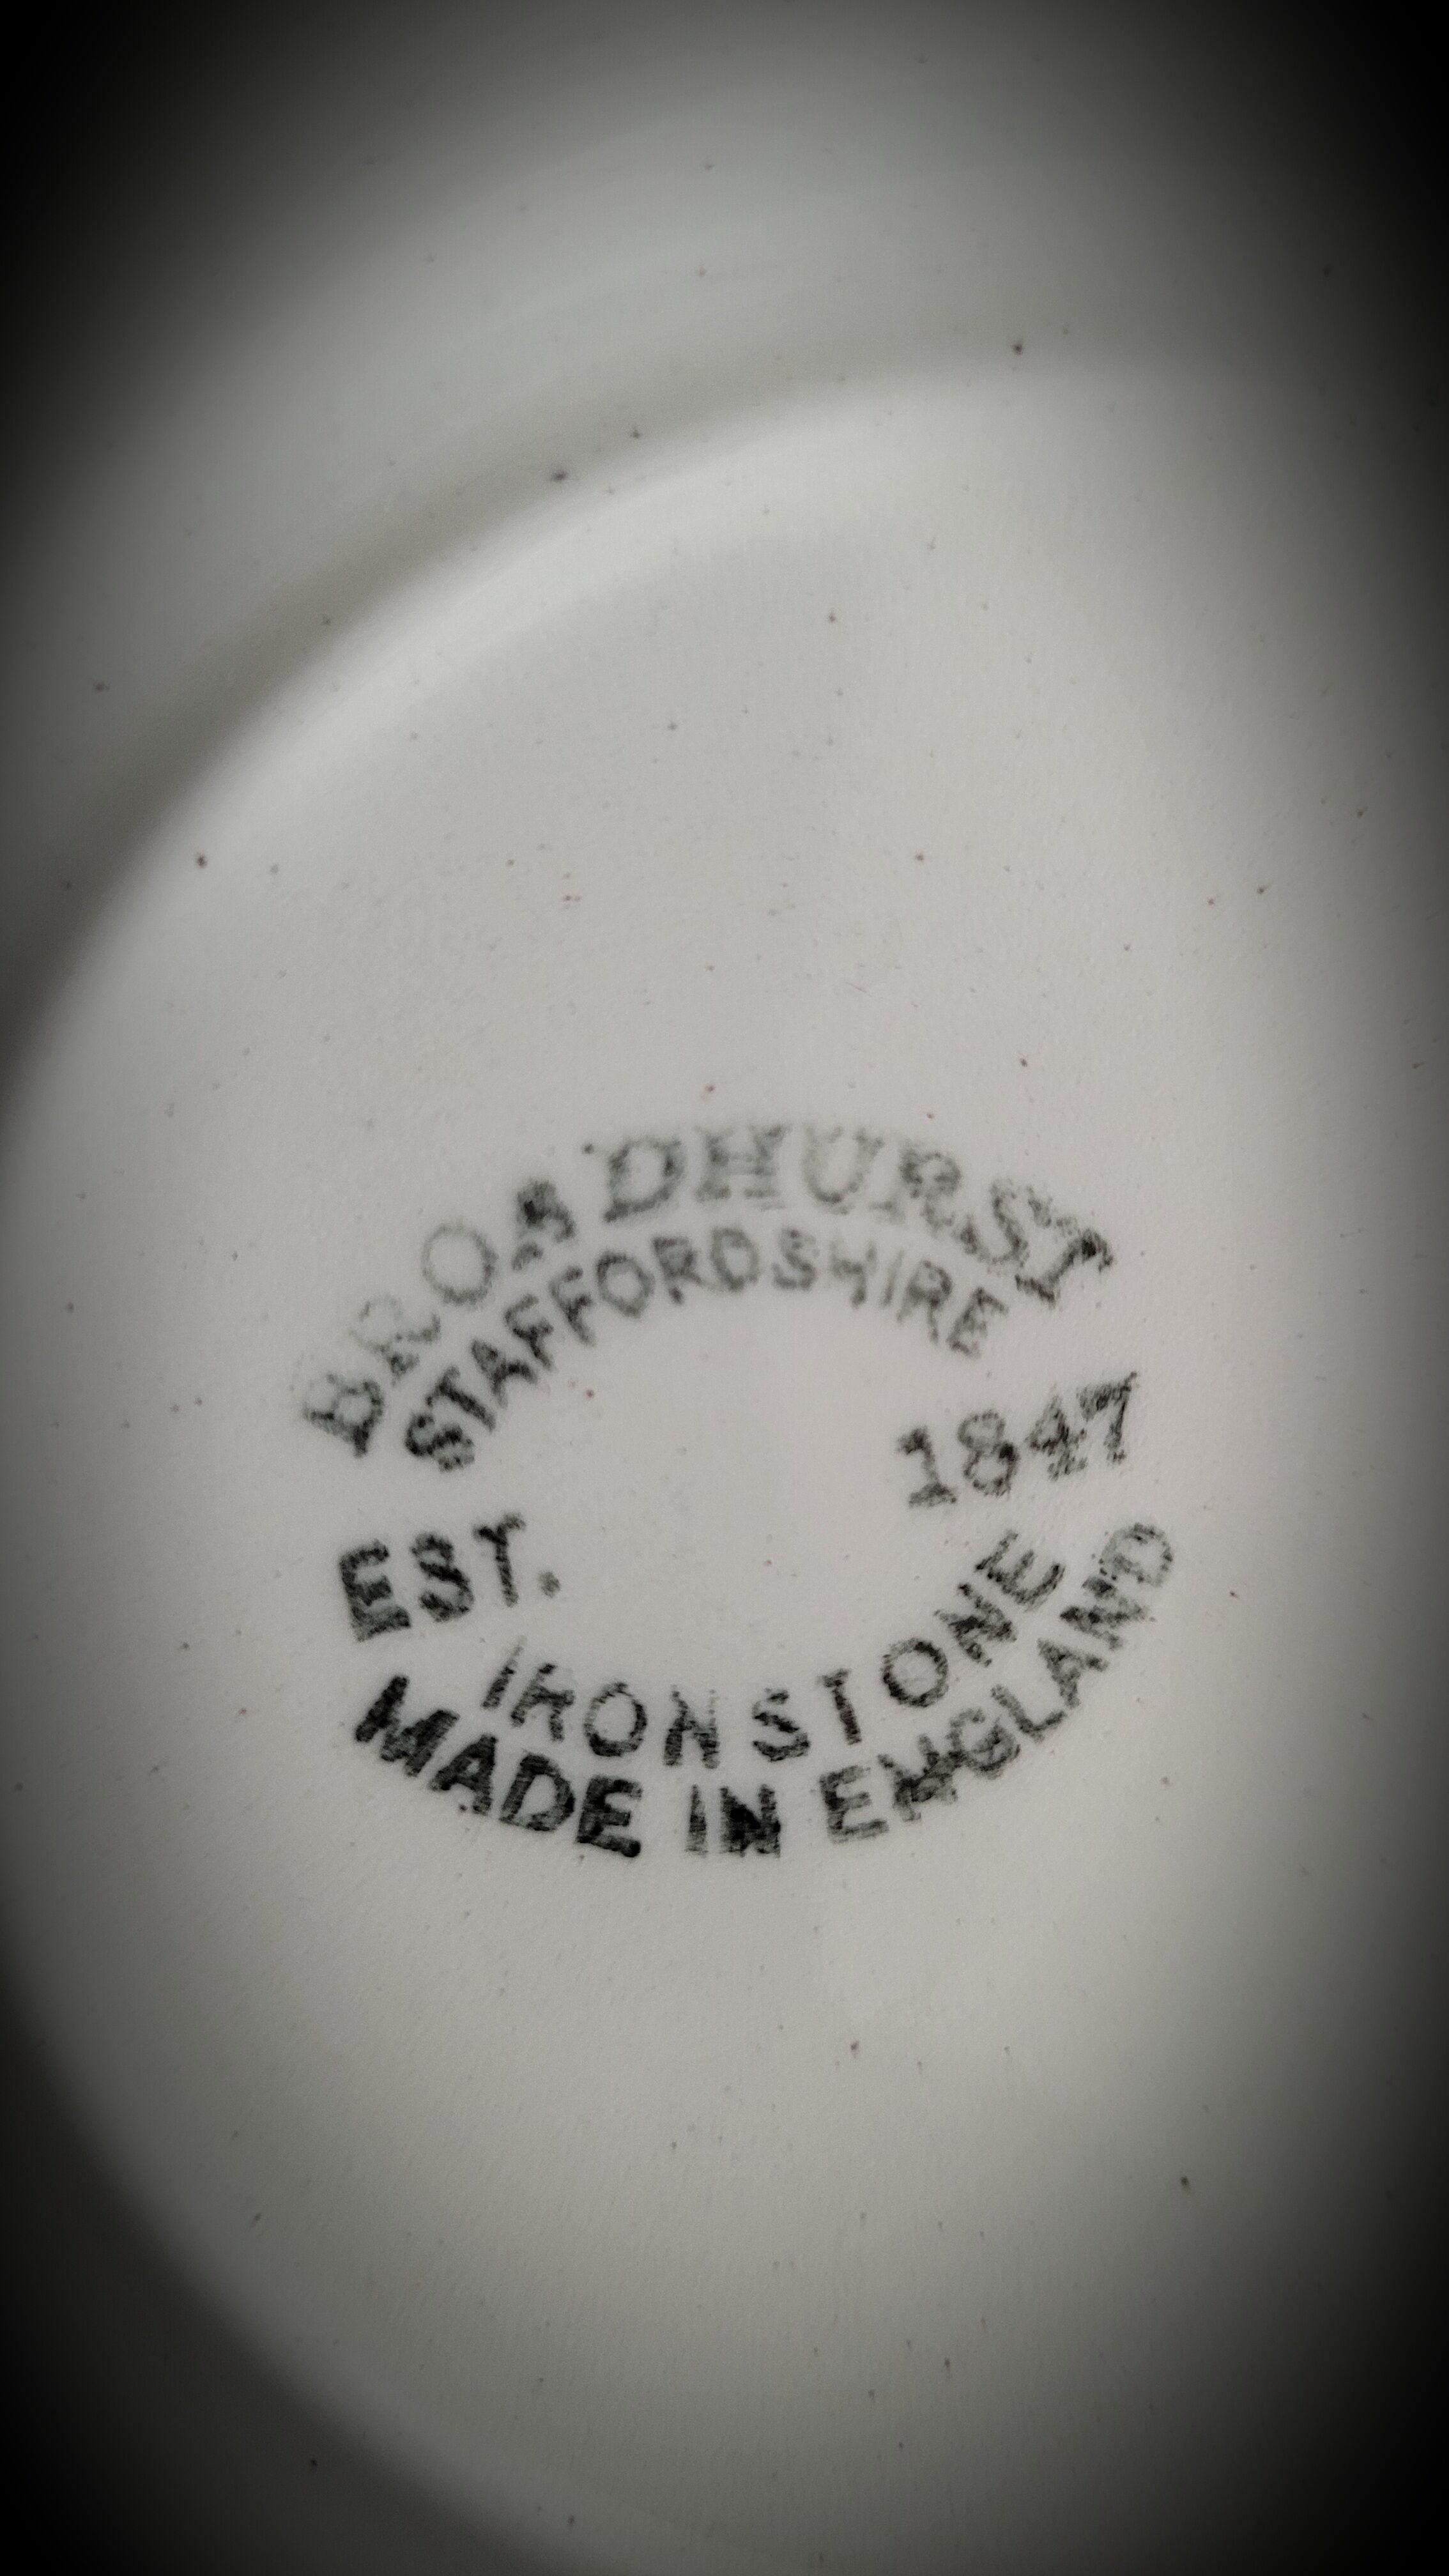 BROADHURST
STAFFORDSHIRE
EST. 1847
IRONSTONE
MADE IN ENGLAND